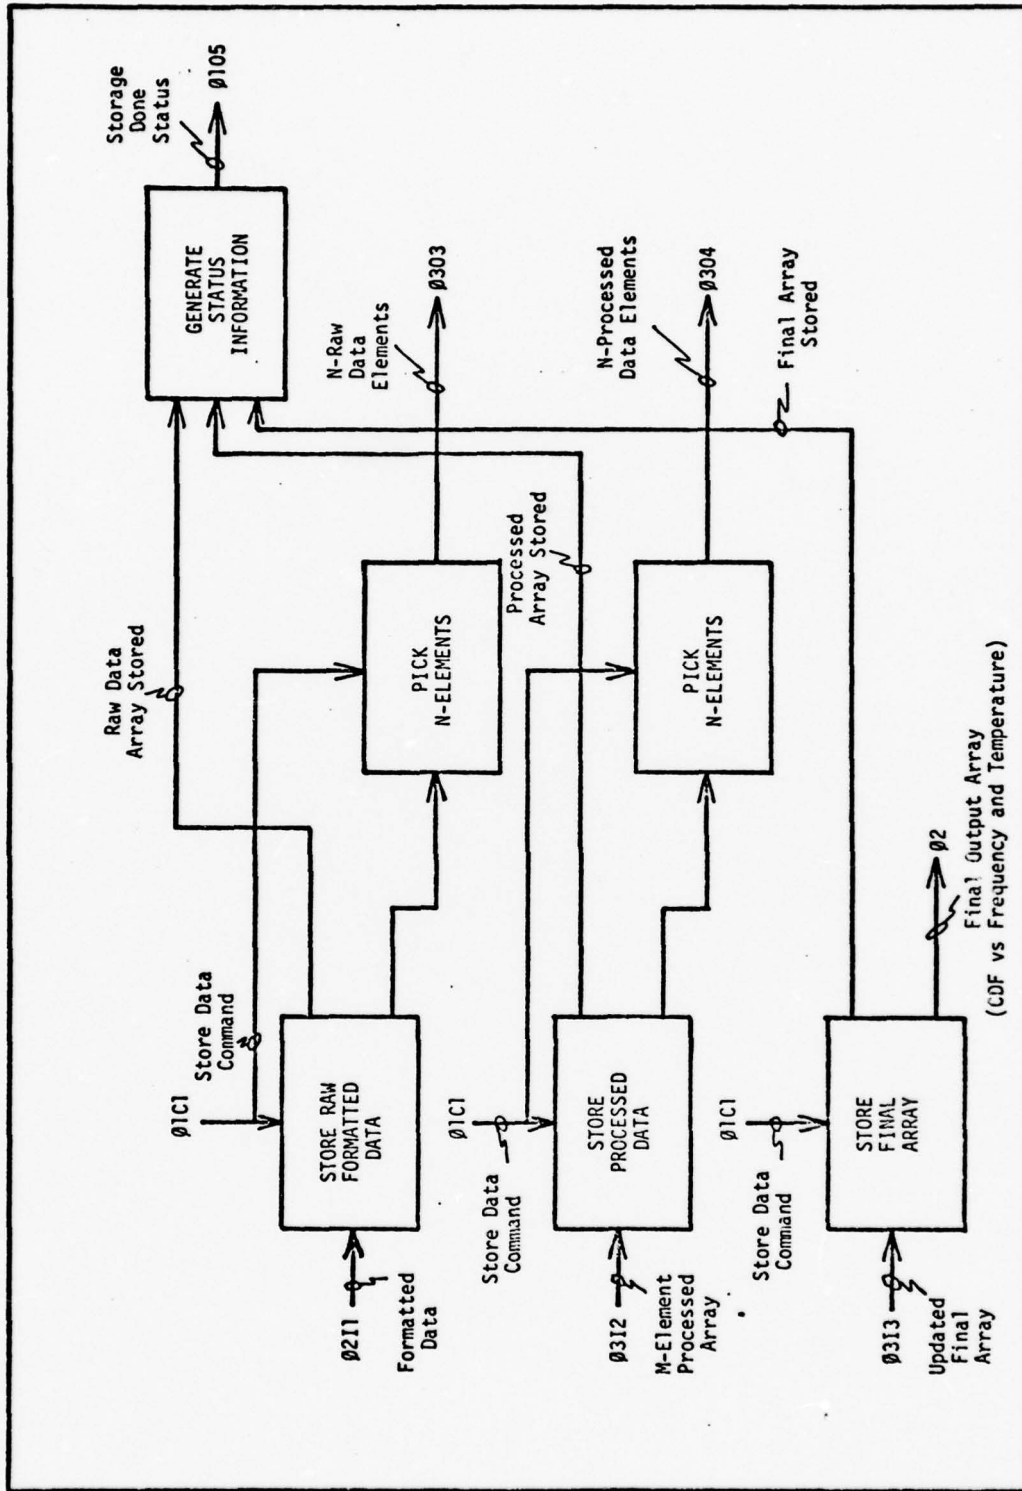 Ø1C1
Store Data
Command
Raw Data
Array Stored
GENERATE
STATUS
INFORMATION
Storage
Done
Status
Ø1O5
Ø2I1
Formatted
Data
STORE RAW
FORMATTED
DATA
PICK
N-ELEMENTS
N-Raw
Data
Elements
Ø3O3
Ø1C1
Store Data
Command
Processed
Array Stored
Ø3I2
M-Element
Processed
Array
STORE
PROCESSED
DATA
PICK
N-ELEMENTS
N-Processed
Data Elements
Ø3O4
Ø1C1
Store Data
Command
Final Array
Stored
Ø3I3
Updated
Final
Array
STORE
FINAL
ARRAY
Ø2
Final Output Array
(CDF vs Frequency and Temperature)